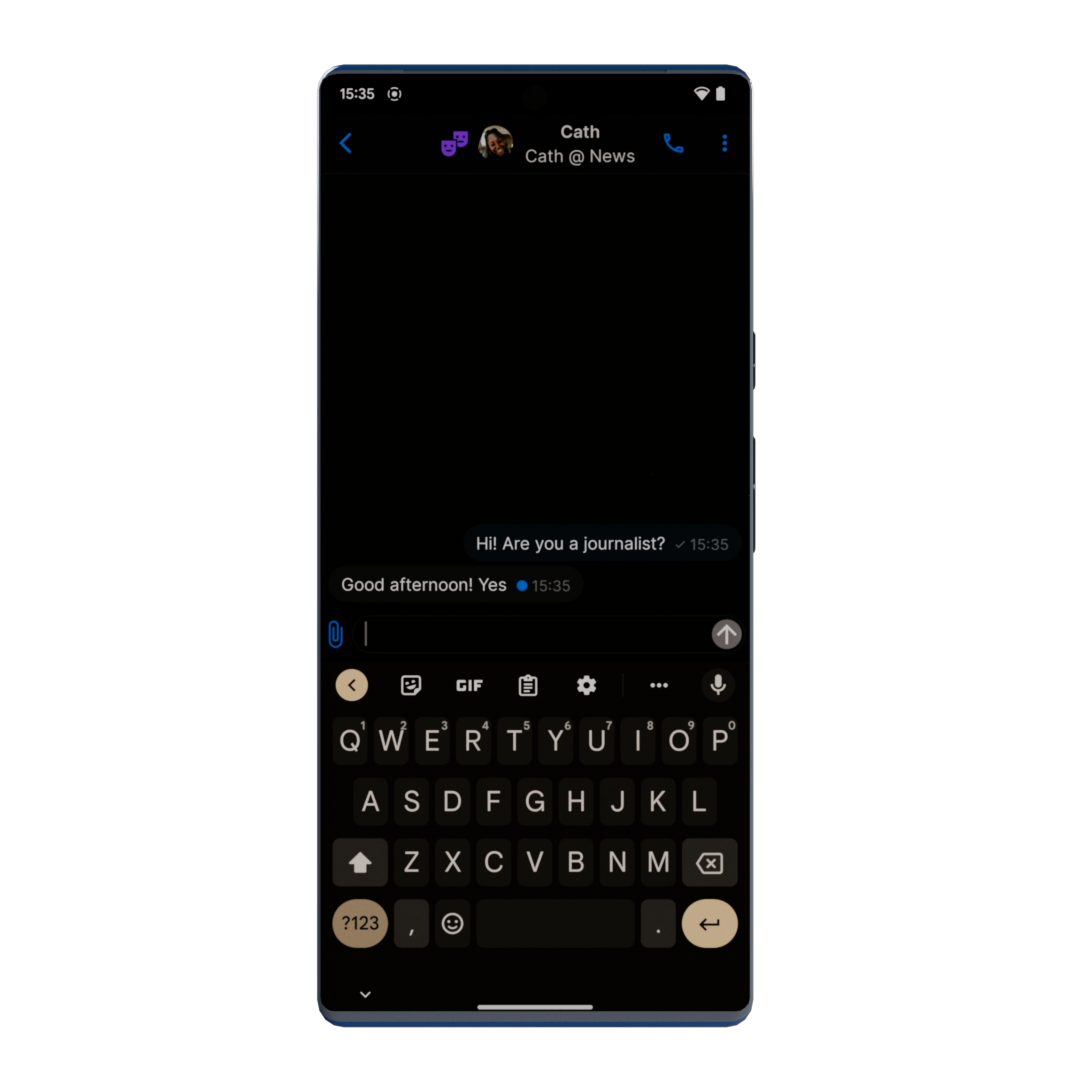 15:35
Cath
Cath @ News
Hi! Are you a journalist? ✓ 15:35
Good afternoon! Yes 15:35
GIF
Q1 W2 E3 R4 T5 Y6 U7 I8 O9 P0
A S D F G H J K L
Z X C V B N M
?123 , .